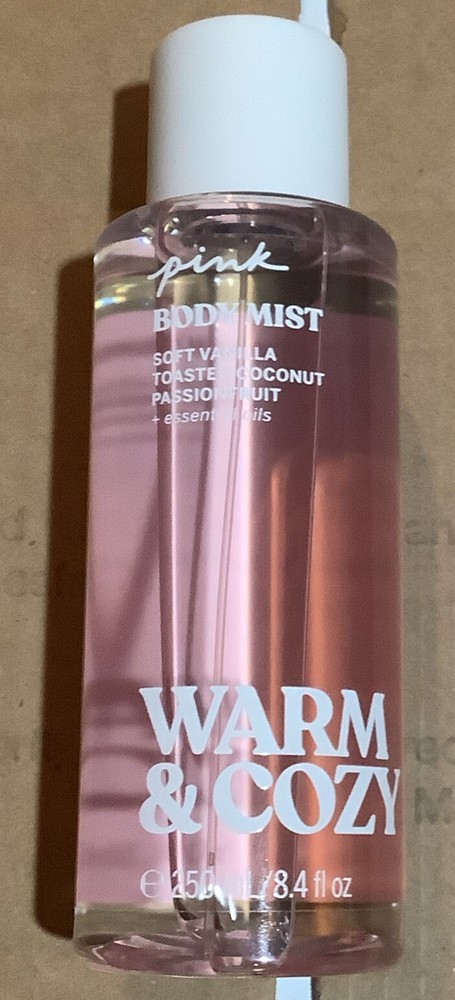 pink
BODY MIST
SOFT VANILLA
TOASTED COCONUT
PASSIONFRUIT
+ essential oils
WARM
& COZY
℮ 250 mL / 8.4 fl oz